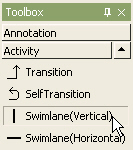 Toolbox
Annotation
Activity
Transition
SelfTransition
Swimlane(Vertical)
Swimlane(Horizontal)